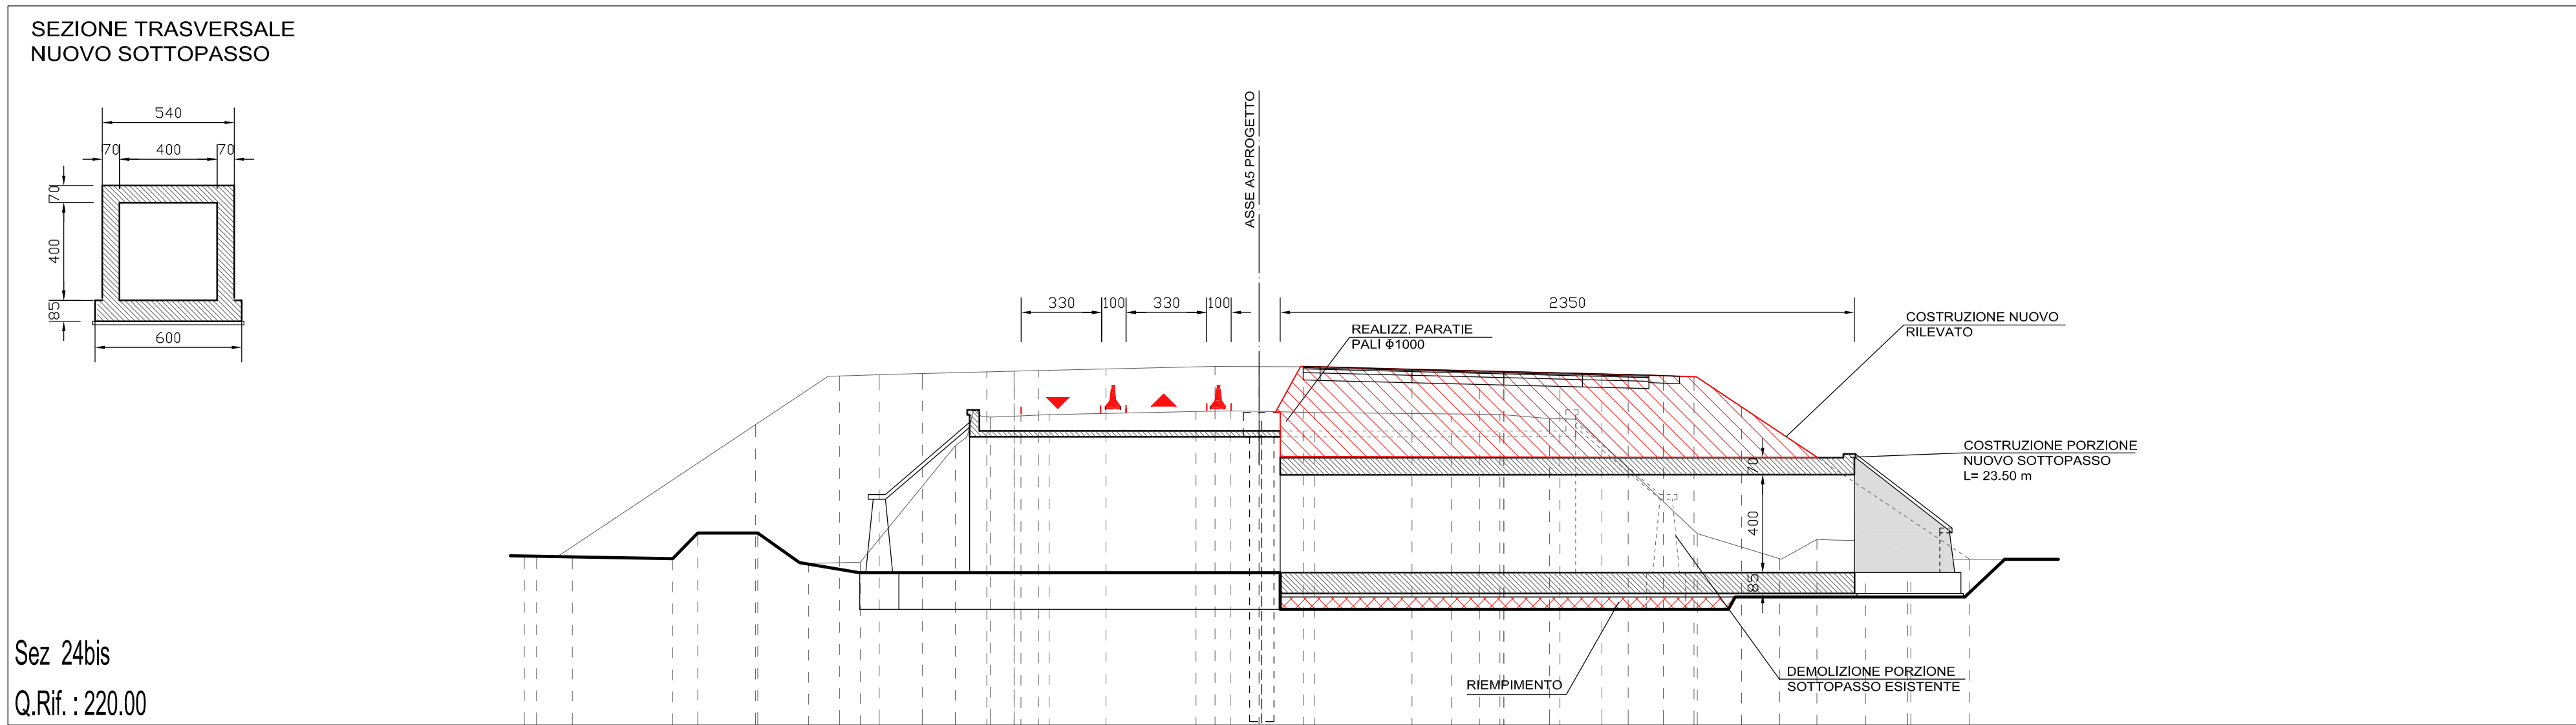 SEZIONE TRASVERSALE
NUOVO SOTTOPASSO
540
70 400 70
70
400
85
600
ASSE A5 PROGETTO
330 100 330 100 2350
REALIZZ. PARATIE
PALI ϕ1000
COSTRUZIONE NUOVO
RILEVATO
COSTRUZIONE PORZIONE
NUOVO SOTTOPASSO
L= 23.50 m
70
400
85
RIEMPIMENTO
DEMOLIZIONE PORZIONE
SOTTOPASSO ESISTENTE
Sez 24bis
Q.Rif. : 220.00